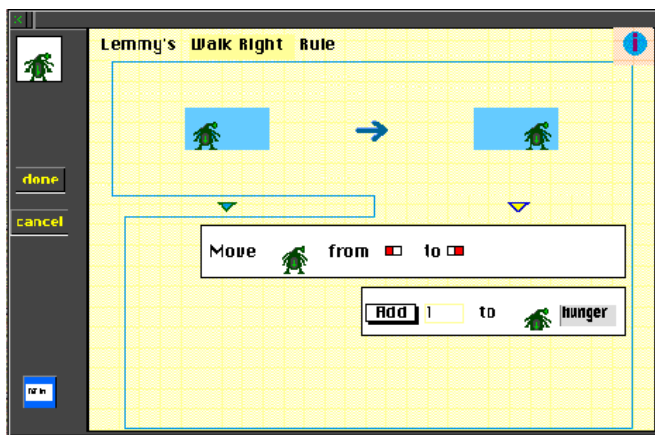 Lemmy's Walk Right Rule
done
cancel
Move from to
Add 1 to hunger